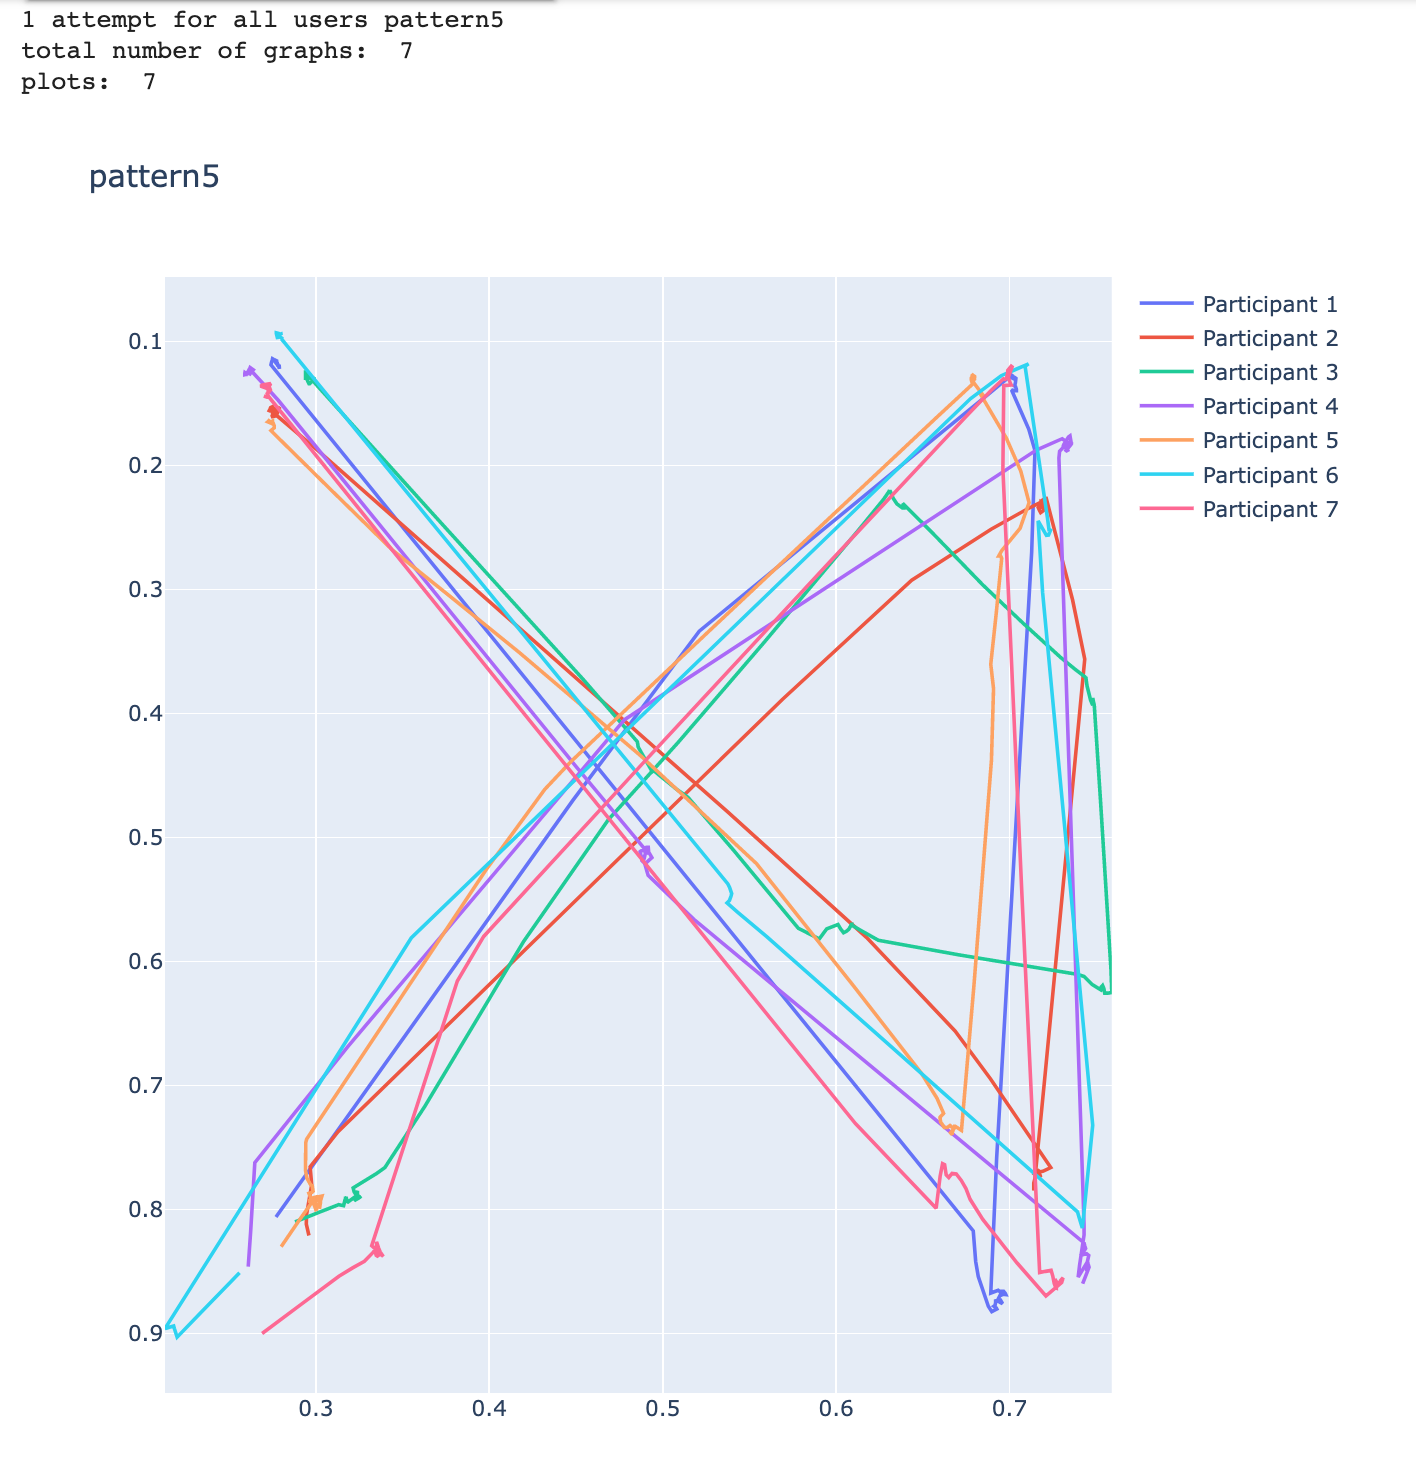 1 attempt for all users pattern5
total number of graphs:  7
plots:  7
pattern5
Participant 1
Participant 2
Participant 3
Participant 4
Participant 5
Participant 6
Participant 7
0.1
0.2
0.3
0.4
0.5
0.6
0.7
0.8
0.9
0.3 0.4 0.5 0.6 0.7